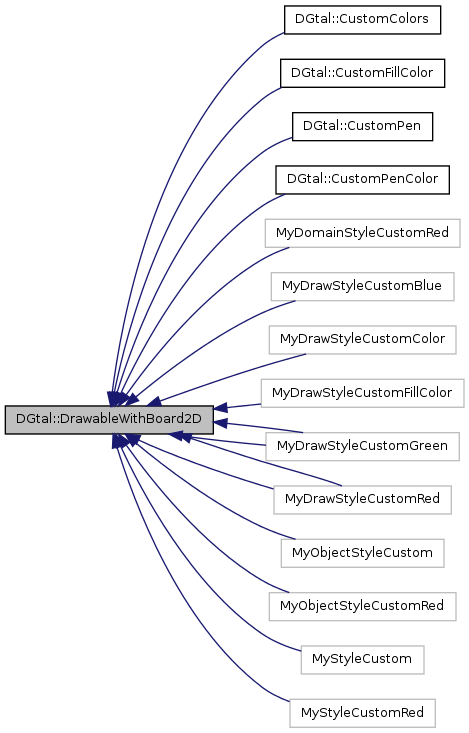 DGtal::CustomColors
DGtal::CustomFillColor
DGtal::CustomPen
DGtal::CustomPenColor
MyDomainStyleCustomRed
MyDrawStyleCustomBlue
MyDrawStyleCustomColor
MyDrawStyleCustomFillColor
DGtal::DrawableWithBoard2D
MyDrawStyleCustomGreen
MyDrawStyleCustomRed
MyObjectStyleCustom
MyObjectStyleCustomRed
MyStyleCustom
MyStyleCustomRed